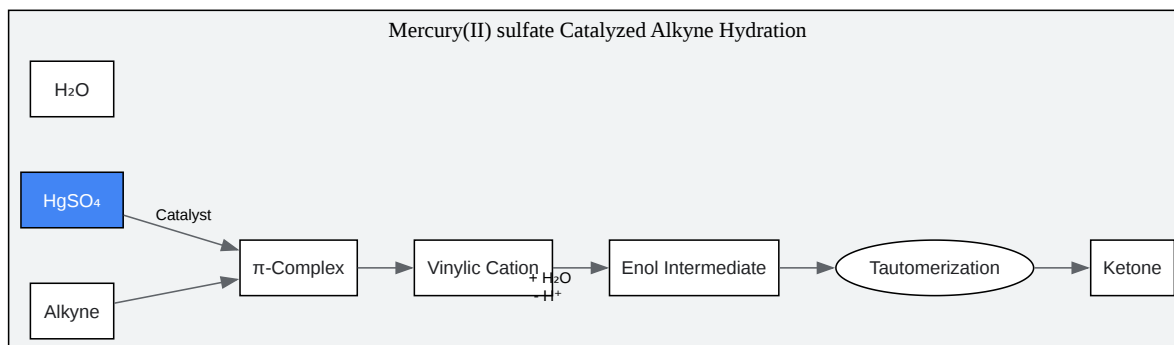 Mercury(II) sulfate Catalyzed Alkyne Hydration
H₂O
HgSO₄
Catalyst
Alkyne
π-Complex
Vinylic Cation
+ H₂O
- H⁺
Enol Intermediate
Tautomerization
Ketone